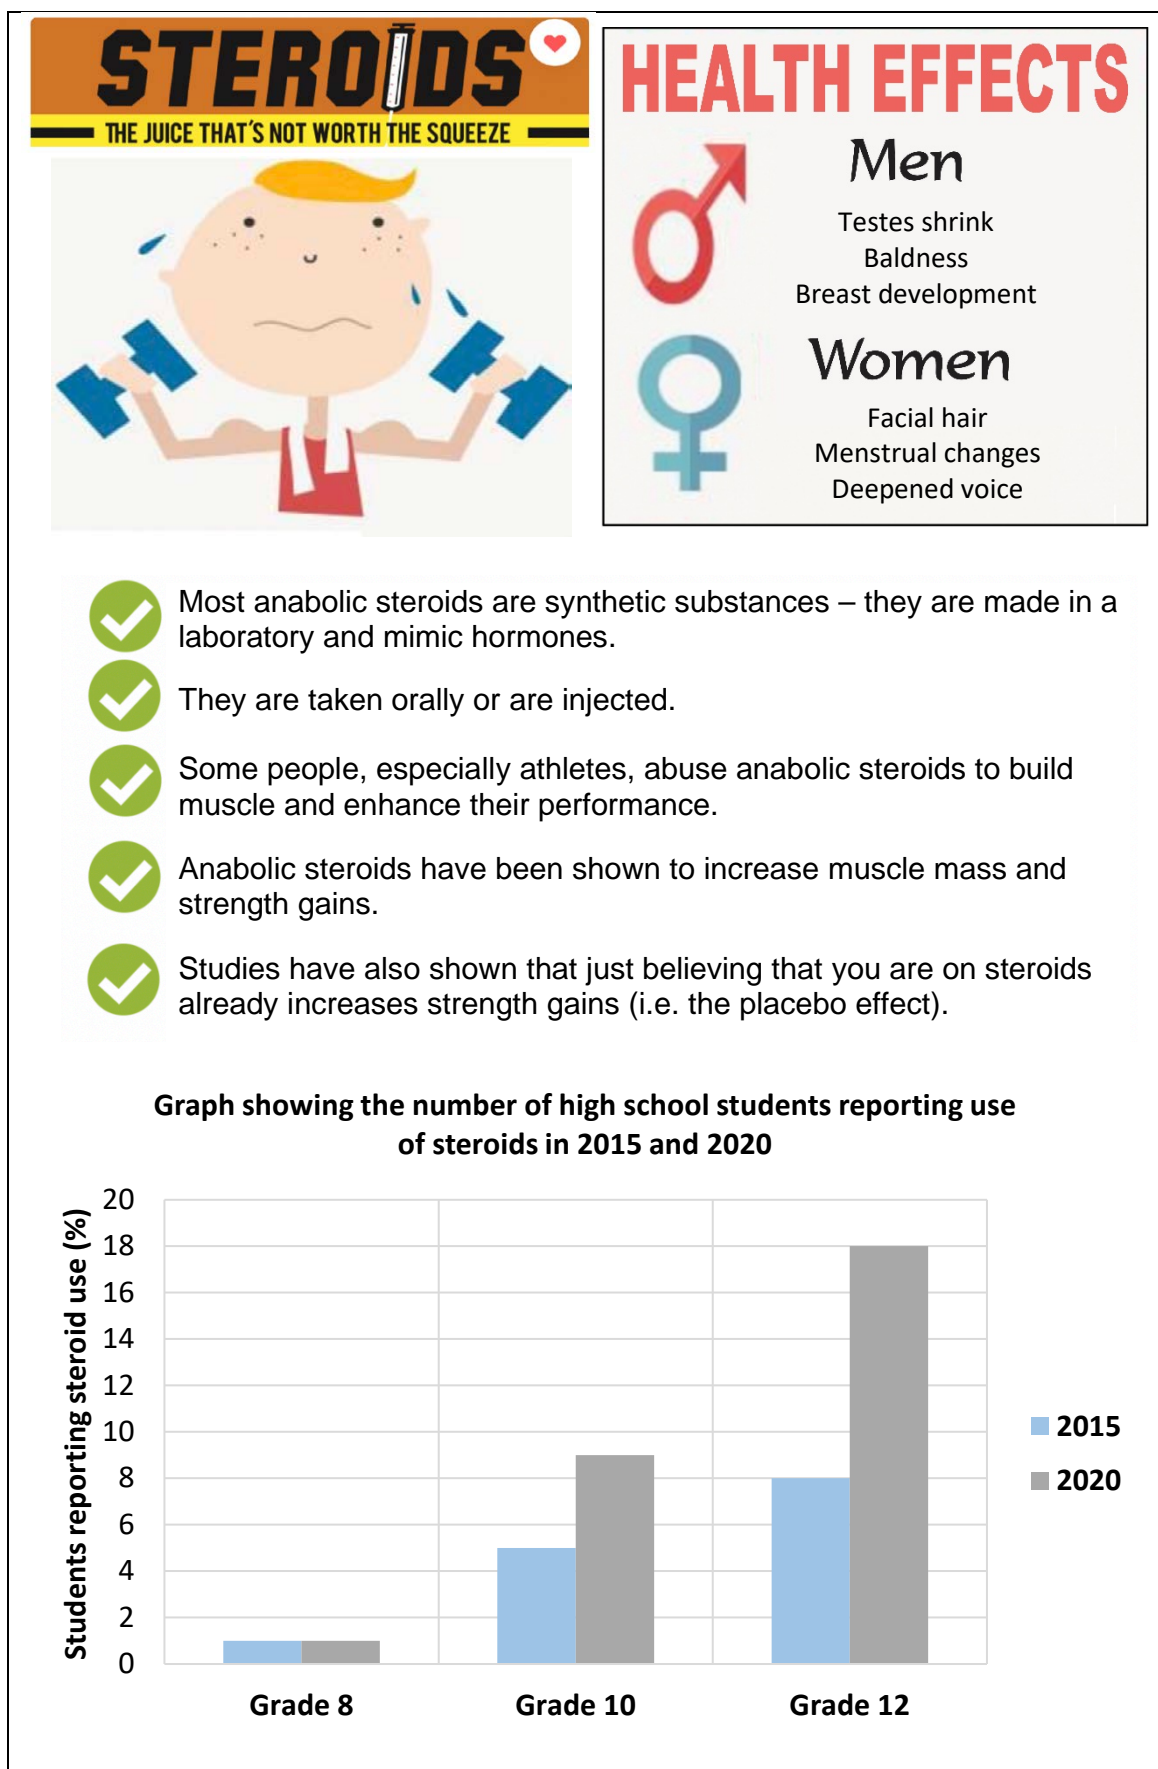 STEROIDS
THE JUICE THAT'S NOT WORTH THE SQUEEZE
HEALTH EFFECTS
Men
Testes shrink
Baldness
Breast development
Women
Facial hair
Menstrual changes
Deepened voice
Most anabolic steroids are synthetic substances – they are made in a
laboratory and mimic hormones.
They are taken orally or are injected.
Some people, especially athletes, abuse anabolic steroids to build
muscle and enhance their performance.
Anabolic steroids have been shown to increase muscle mass and
strength gains.
Studies have also shown that just believing that you are on steroids
already increases strength gains (i.e. the placebo effect).
Graph showing the number of high school students reporting use
of steroids in 2015 and 2020
Students reporting steroid use (%)
20
18
16
14
12
10
8
6
4
2
0
Grade 8 Grade 10 Grade 12
2015
2020